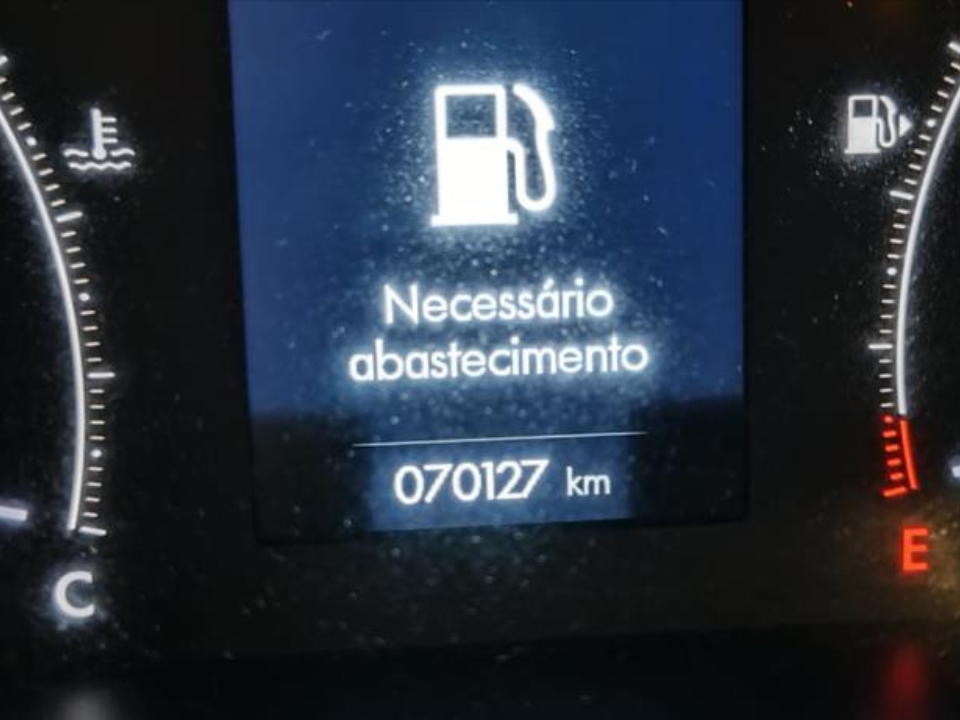 Necessário
abastecimento
070127 km
C
E